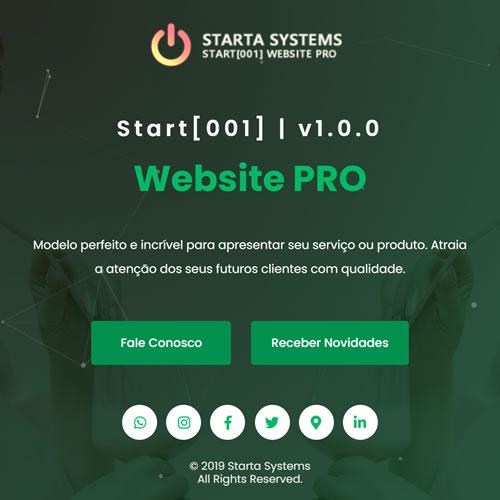 STARTA SYSTEMS
START[001] WEBSITE PRO
Start[001] | v1.0.0
Website PRO
Modelo perfeito e incrível para apresentar seu serviço ou produto. Atraia
a atenção dos seus futuros clientes com qualidade.
Fale Conosco
Receber Novidades
© 2019 Starta Systems
All Rights Reserved.